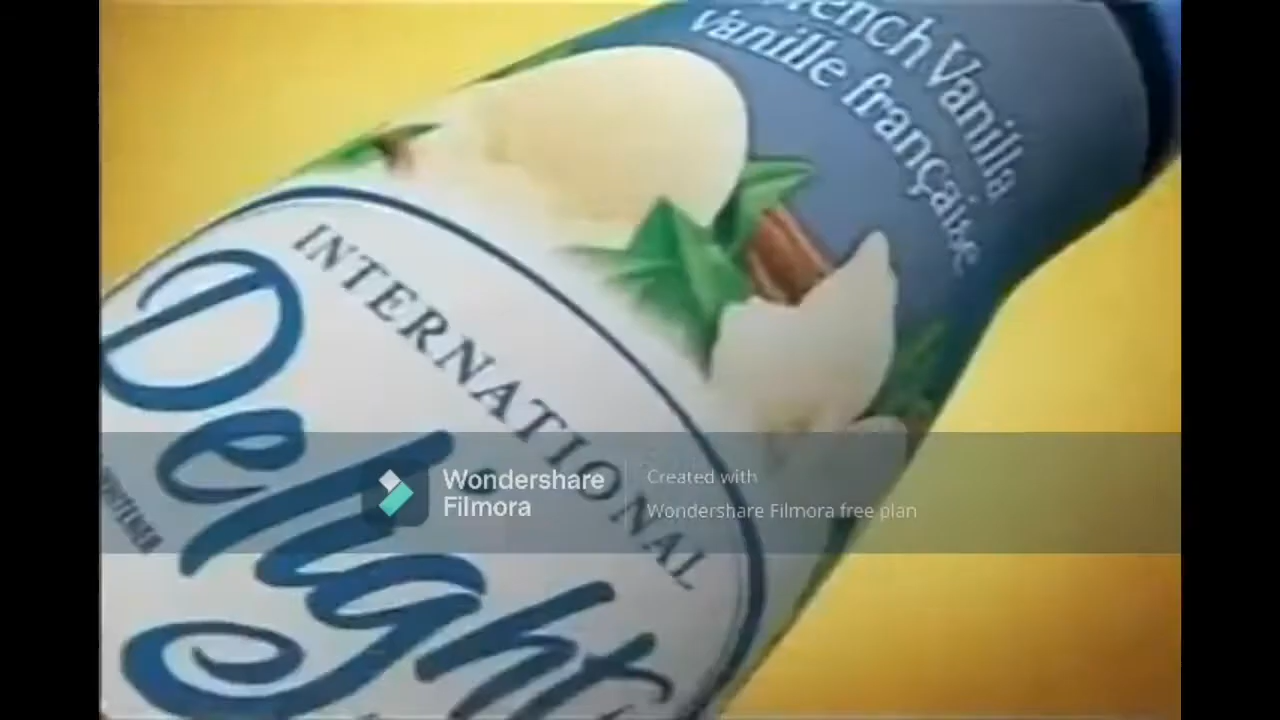 French Vanilla
vanille française
INTERNATIONAL
Delight
Wondershare
Filmora
Created with
Wondershare Filmora free plan